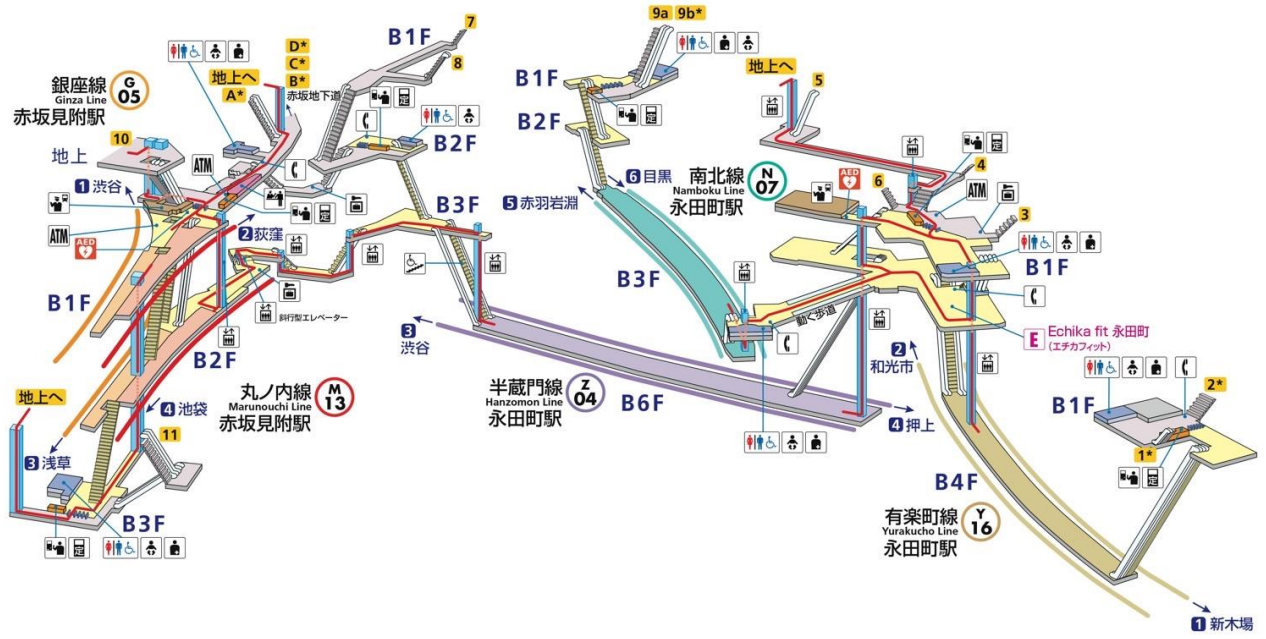 銀座線
Ginza Line
赤坂見附駅
G
05
10
地上
1 渋谷
ATM
AED
B1F
地上へ
A*
D*
C*
B*
赤坂地下道
ATM
7
B1F
8
B2F
B3F
2 荻窪
斜行型エレベーター
B2F
丸ノ内線
Marunouchi Line
赤坂見附駅
M
13
4 池袋
3 浅草
地上へ
11
B3F
定
定
定
3 渋谷
半蔵門線
Hanzomon Line
永田町駅
Z
04
B6F
4 押上
9a 9b*
B1F
定
B2F
6 目黒
5 赤羽岩淵
南北線
Namboku Line
永田町駅
N
07
B3F
動く歩道
地上へ
5
定
4
ATM
AED
6
3
B1F
E Echika fit 永田町
(エチカフィット)
2 和光市
B4F
有楽町線
Yurakucho Line
永田町駅
Y
16
B1F
2*
1*
定
1 新木場